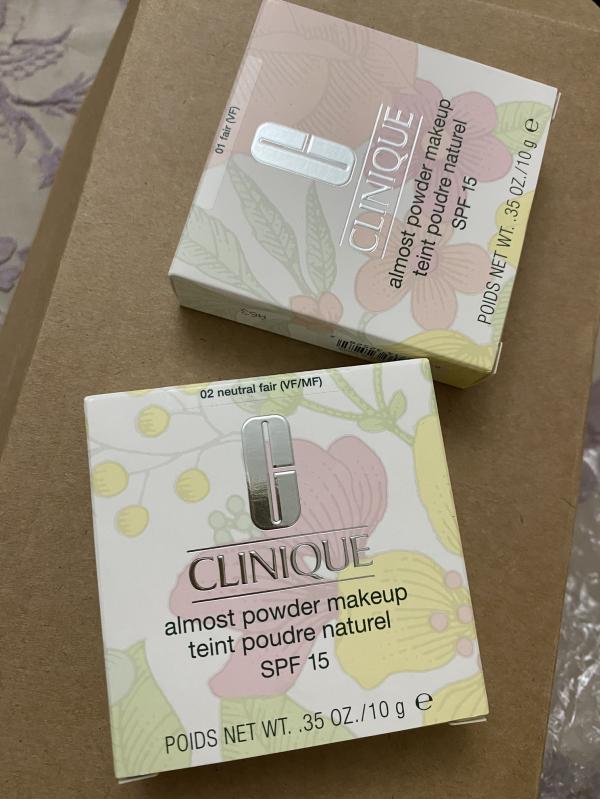 01 fair (VF)
CLINIQUE
almost powder makeup
teint poudre naturel
SPF 15
POIDS NET WT. .35 OZ./10 g ℮
A63
02 neutral fair (VF/MF)
CLINIQUE
almost powder makeup
teint poudre naturel
SPF 15
POIDS NET WT. .35 OZ./10 g ℮